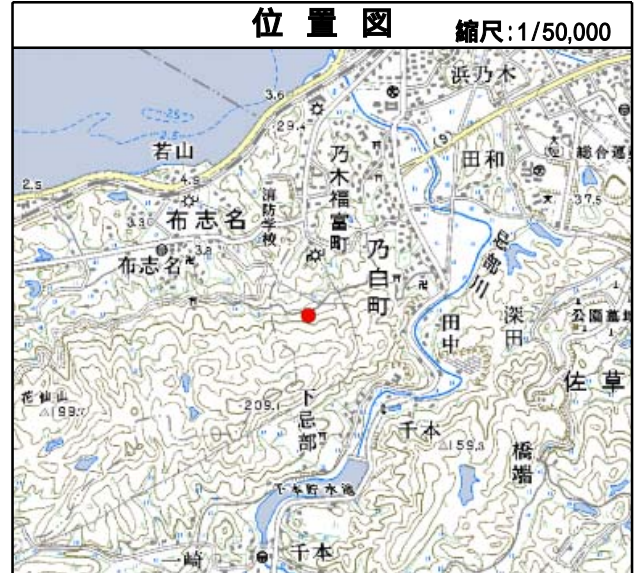 位置図
縮尺:1/50,000
浜乃木
3.6
29.4
(9)
若山
乃木福富町
田和
総合運
2.5
4.9
消防学校
37.5
3.3
布志名
3.8
布志名
乃白町
忌部川
田中
深田
公園墓地
佐草
花仙山
199.7
209.1
下忌部
千本
159.3
橋端
千本貯水池
一崎
千本